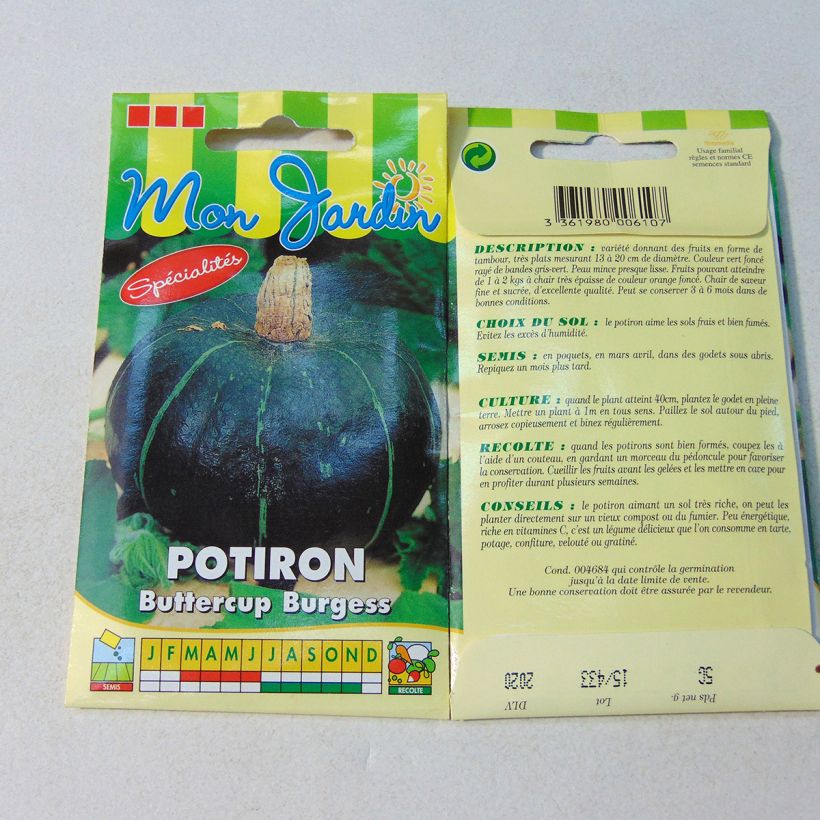 Mon Jardin
Spécialités
POTIRON
Buttercup Burgess
J F M A M J J A S O N D
SEMIS
RECOLTE
Usage familial
règles et normes CE
semences standard
3 361980 006107
DESCRIPTION : variété donnant des fruits en forme de
tambour, très plats mesurant 13 à 20 cm de diamètre. Couleur vert foncé
rayé de bandes gris-vert. Peau mince presque lisse. Fruits pouvant atteindre
de 1 à 2 kgs à chair très épaisse de couleur orange foncé. Chair de saveur
fine et sucrée, d'excellente qualité. Peut se conserver 3 à 6 mois dans de
bonnes conditions.
CHOIX DU SOL : le potiron aime les sols frais et bien fumés.
Evitez les excès d'humidité.
SEMIS : en poquets, en mars avril, dans des godets sous abris.
Repiquez un mois plus tard.
CULTURE : quand le plant atteint 40cm, plantez le godet en pleine
terre. Mettre un plant à 1m en tous sens. Paillez le sol autour du pied,
arrosez copieusement et binez régulièrement.
RECOLTE : quand les potirons sont bien formés, coupez les à
l'aide d'un couteau, en gardant un morceau du pédoncule pour favoriser
la conservation. Cueillir les fruits avant les gelées et les mettre en cave pour
en profiter durant plusieurs semaines.
CONSEILS : le potiron aimant un sol très riche, on peut les
planter directement sur un vieux compost ou du fumier. Peu énergétique,
riche en vitamines C, c'est un légume délicieux que l'on consomme en tarte,
potage, confiture, velouté ou gratiné.
Cond. 004684 qui contrôle la germination
jusqu'à la date limite de vente.
Une bonne conservation doit être assurée par le revendeur.
Pds net g. 5G
Lot 15/433
DLV 2020